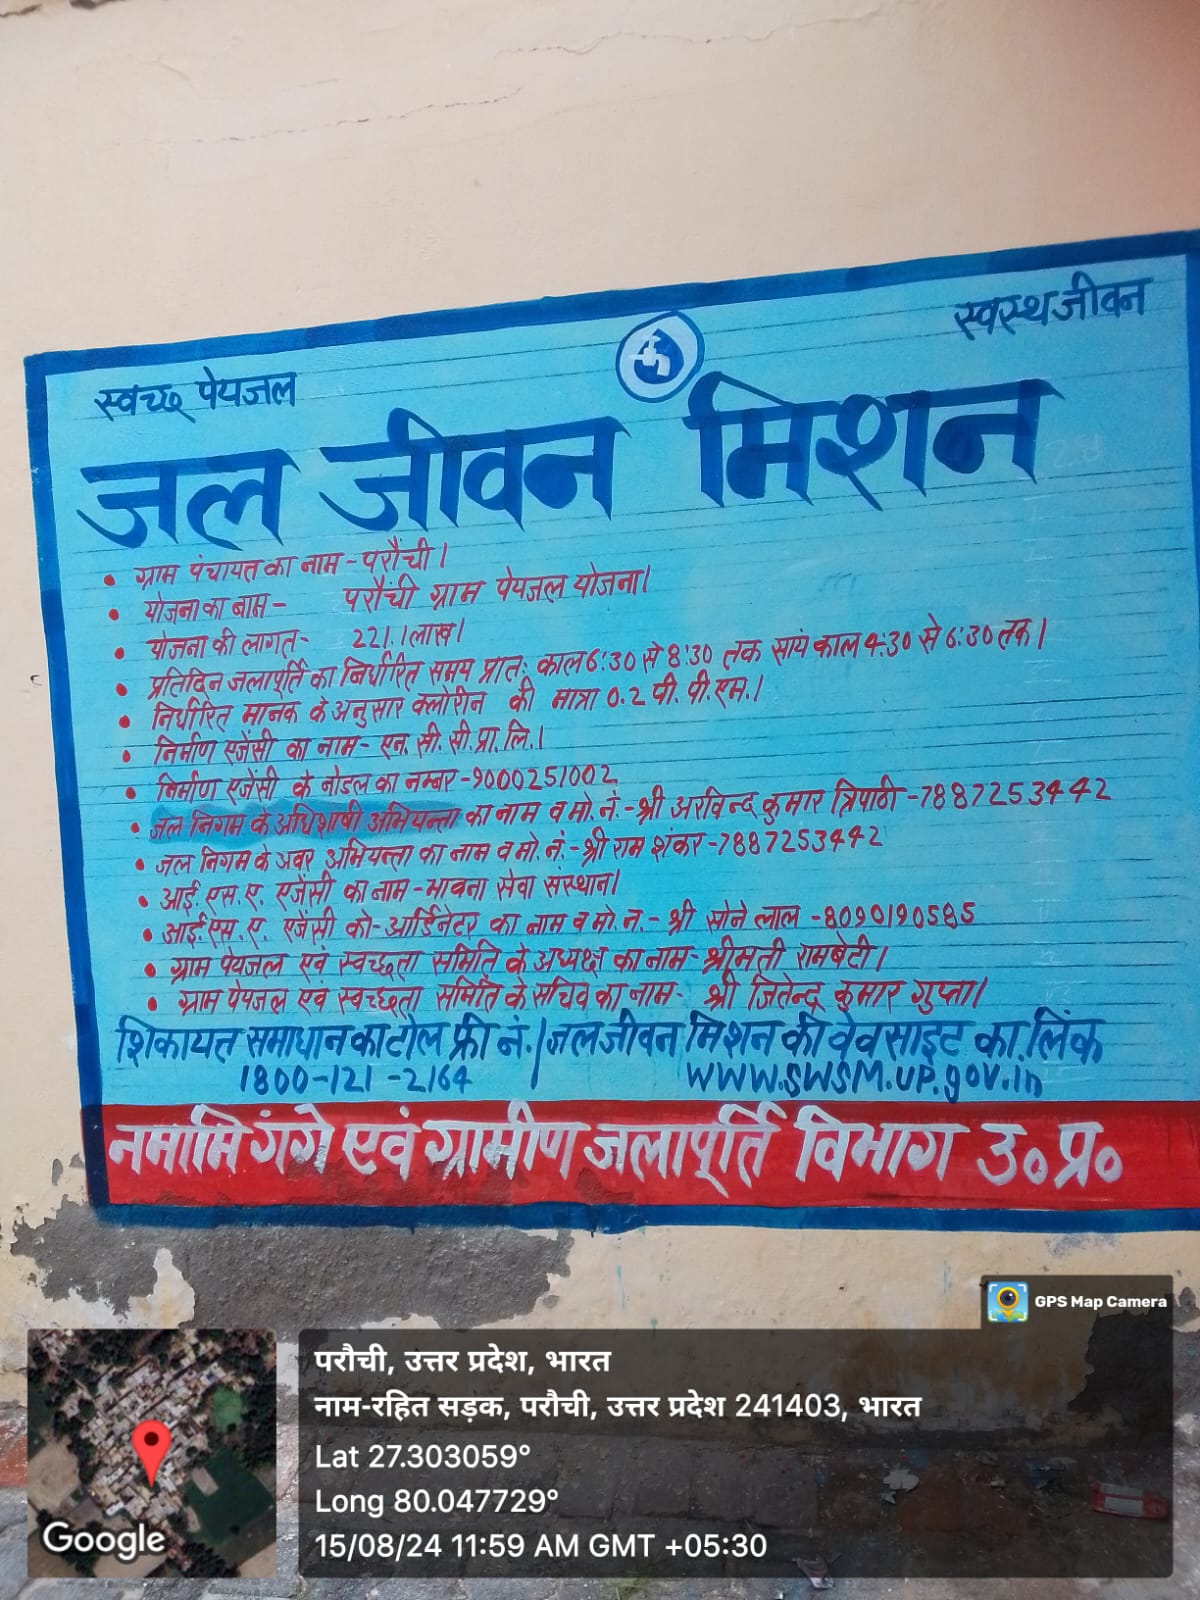 स्वस्थ जीवन
स्वच्छ पेयजल
जल जीवन मिशन
• ग्राम पंचायत का नाम - परौंची।
• योजना का नाम - परौंची ग्राम पेयजल योजना।
• योजना की लागत - 221.1लाख।
• प्रतिदिन जलापूर्ति का निर्धारित समय प्रातः काल 6:30 से 8:30 तक सायं काल 4:30 से 6:30 तक।
• निर्धारित मानक के अनुसार क्लोरीन की मात्रा 0.2 पी. पी. एम.।
• निर्माण एजेंसी का नाम - एन. सी. सी. प्रा. लि.।
• निर्माण एजेंसी के नोडल का नम्बर - 9000251002
• जल निगम के अधिशाषी अभियन्ता का नाम व मो. नं. - श्री अरविन्द कुमार त्रिपाठी - 7887253442
• जल निगम के अवर अभियन्ता का नाम व मो. नं. - श्री राम शंकर - 7887253442
• आई. एस. ए. एजेंसी का नाम - भावना सेवा संस्थान।
• आई. एस. ए. एजेंसी को-आर्डिनेटर का नाम व मो. न. - श्री सोने लाल - 8090190585
• ग्राम पेयजल एवं स्वच्छता समिति के अध्यक्ष का नाम - श्रीमती रामबेटी।
• ग्राम पेयजल एवं स्वच्छता समिति के सचिव का नाम - श्री जितेन्द्र कुमार गुप्ता।
शिकायत समाधान का टोल फ्री नं. | जल जीवन मिशन की वेवसाइट का लिंक
1800-121-2164 www.swsm.up.gov.in
नमामि गंगे एवं ग्रामीण जलापूर्ति विभाग उ॰ प्र॰
GPS Map Camera
परौची, उत्तर प्रदेश, भारत
नाम-रहित सड़क, परौची, उत्तर प्रदेश 241403, भारत
Lat 27.303059°
Long 80.047729°
15/08/24 11:59 AM GMT +05:30
Google